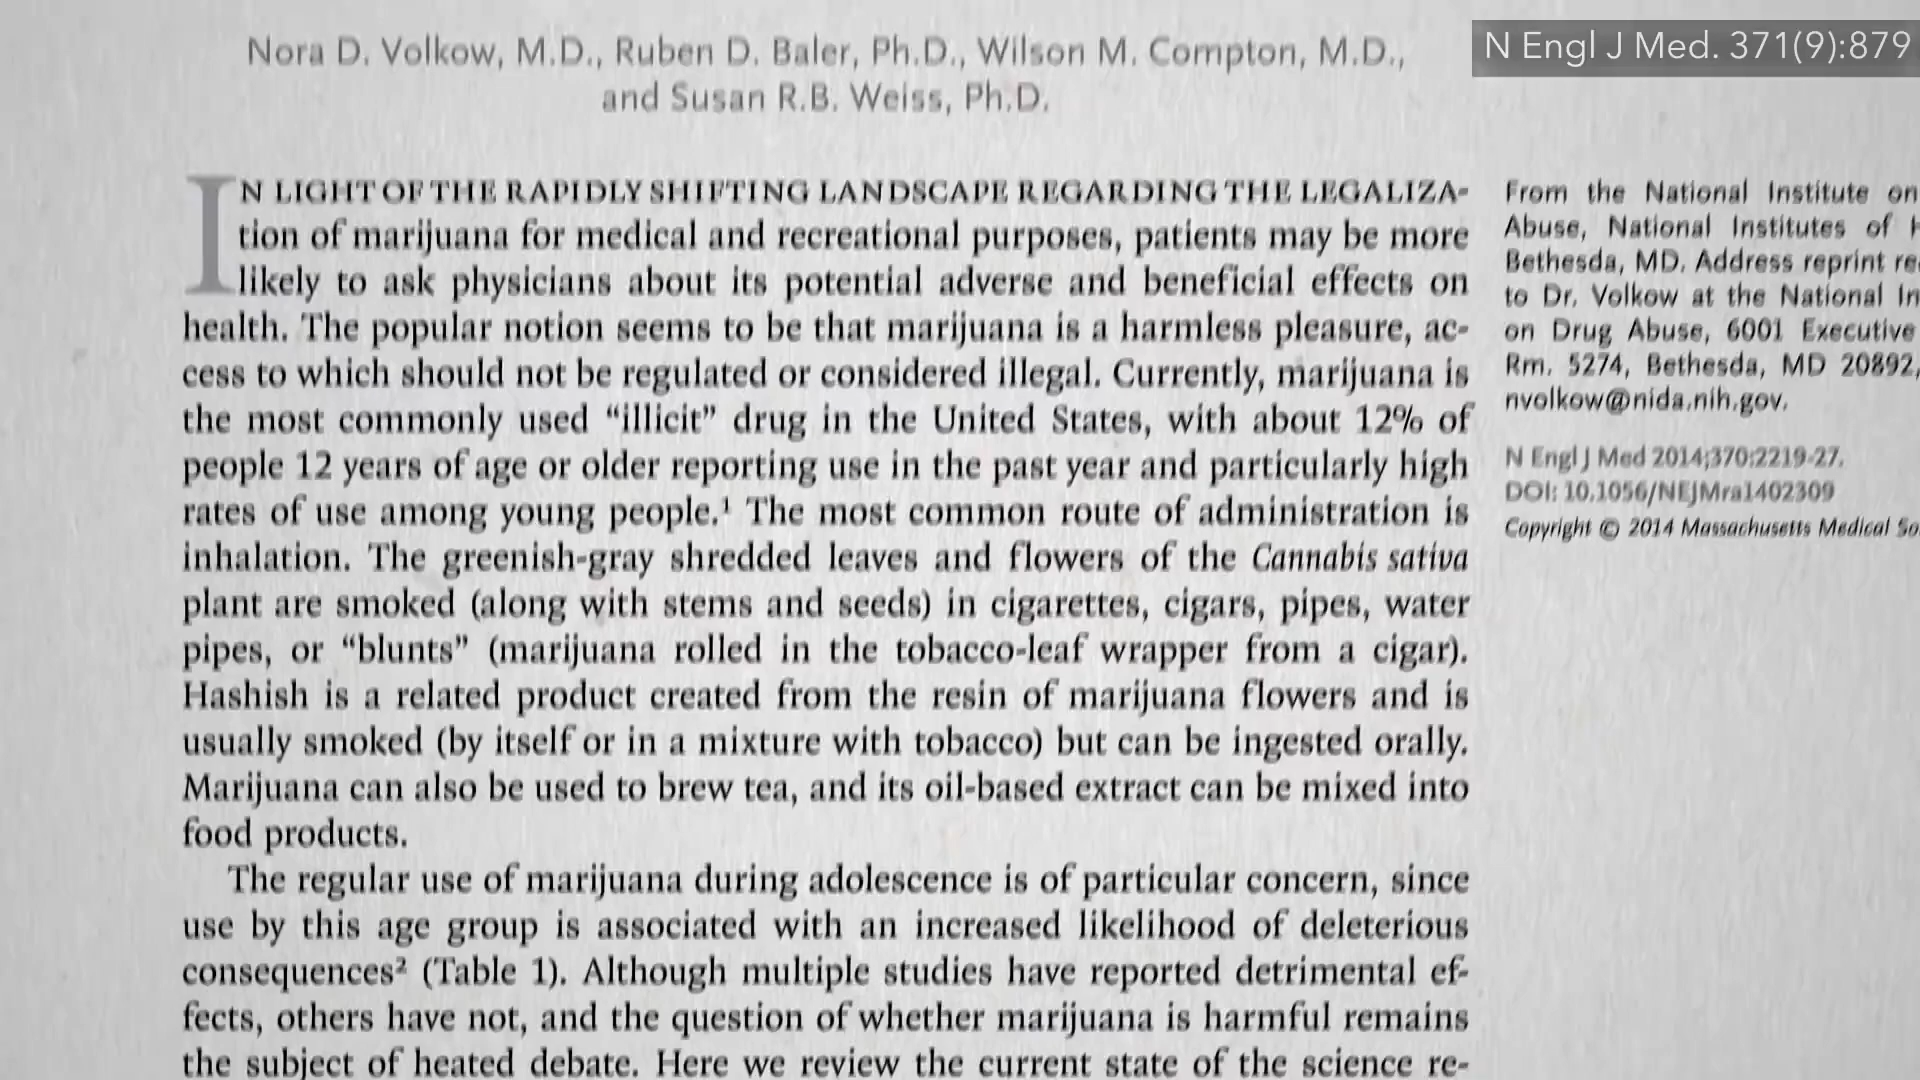 N Engl J Med. 371(9):879
Nora D. Volkow, M.D., Ruben D. Baler, Ph.D., Wilson M. Compton, M.D.,
and Susan R.B. Weiss, Ph.D.
IN LIGHT OF THE RAPIDLY SHIFTING LANDSCAPE REGARDING THE LEGALIZA-
tion of marijuana for medical and recreational purposes, patients may be more
likely to ask physicians about its potential adverse and beneficial effects on
health. The popular notion seems to be that marijuana is a harmless pleasure, ac-
cess to which should not be regulated or considered illegal. Currently, marijuana is
the most commonly used “illicit” drug in the United States, with about 12% of
people 12 years of age or older reporting use in the past year and particularly high
rates of use among young people.¹ The most common route of administration is
inhalation. The greenish-gray shredded leaves and flowers of the Cannabis sativa
plant are smoked (along with stems and seeds) in cigarettes, cigars, pipes, water
pipes, or “blunts” (marijuana rolled in the tobacco-leaf wrapper from a cigar).
Hashish is a related product created from the resin of marijuana flowers and is
usually smoked (by itself or in a mixture with tobacco) but can be ingested orally.
Marijuana can also be used to brew tea, and its oil-based extract can be mixed into
food products.
The regular use of marijuana during adolescence is of particular concern, since
use by this age group is associated with an increased likelihood of deleterious
consequences² (Table 1). Although multiple studies have reported detrimental ef-
fects, others have not, and the question of whether marijuana is harmful remains
the subject of heated debate. Here we review the current state of the science re-
From the National Institute on
Abuse, National Institutes of
Bethesda, MD. Address reprint
to Dr. Volkow at the National
on Drug Abuse, 6001 Executive
Rm. 5274, Bethesda, MD 20892,
nvolkow@nida.nih.gov.
N Engl J Med 2014;370:2219-27.
DOI: 10.1056/NEJMra1402309
Copyright © 2014 Massachusetts Medical